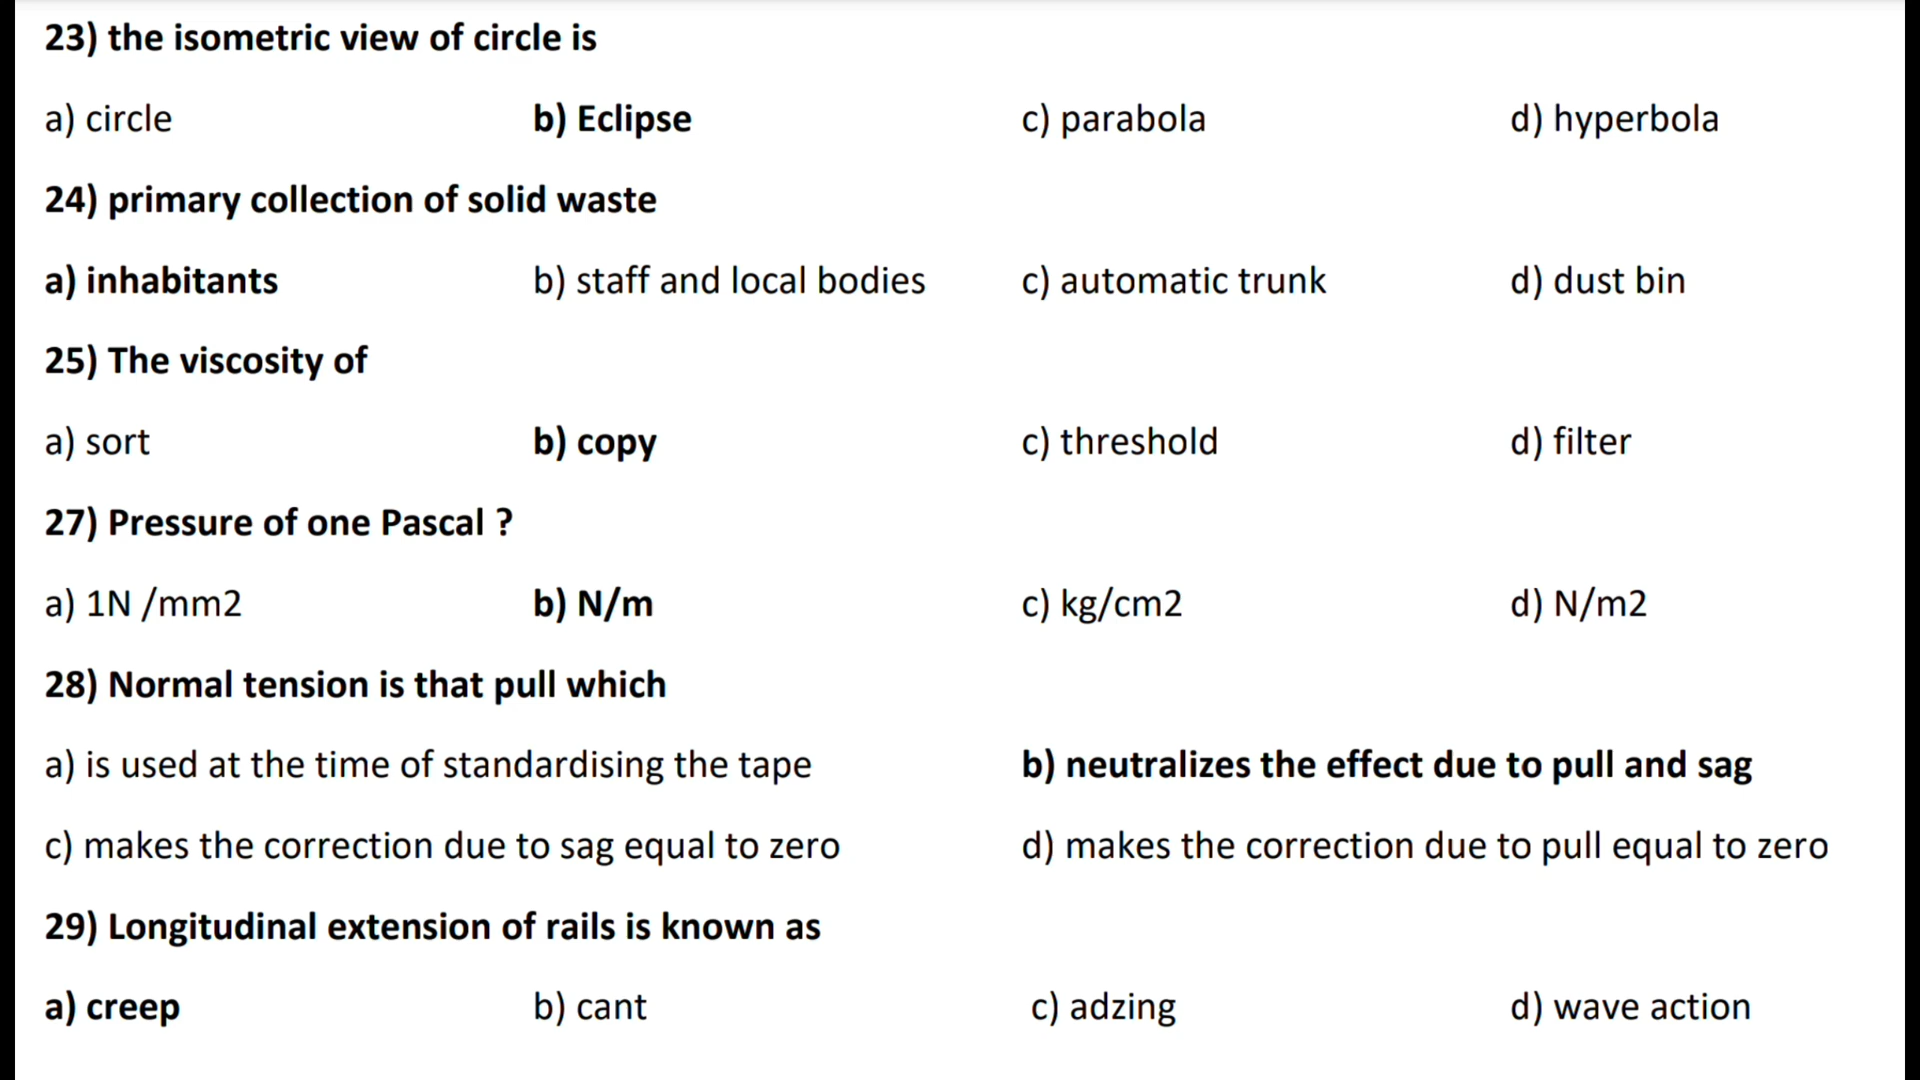 23) the isometric view of circle is
a) circle b) Eclipse c) parabola d) hyperbola
24) primary collection of solid waste
a) inhabitants b) staff and local bodies c) automatic trunk d) dust bin
25) The viscosity of
a) sort b) copy c) threshold d) filter
27) Pressure of one Pascal ?
a) 1N /mm2 b) N/m c) kg/cm2 d) N/m2
28) Normal tension is that pull which
a) is used at the time of standardising the tape b) neutralizes the effect due to pull and sag
c) makes the correction due to sag equal to zero d) makes the correction due to pull equal to zero
29) Longitudinal extension of rails is known as
a) creep b) cant c) adzing d) wave action